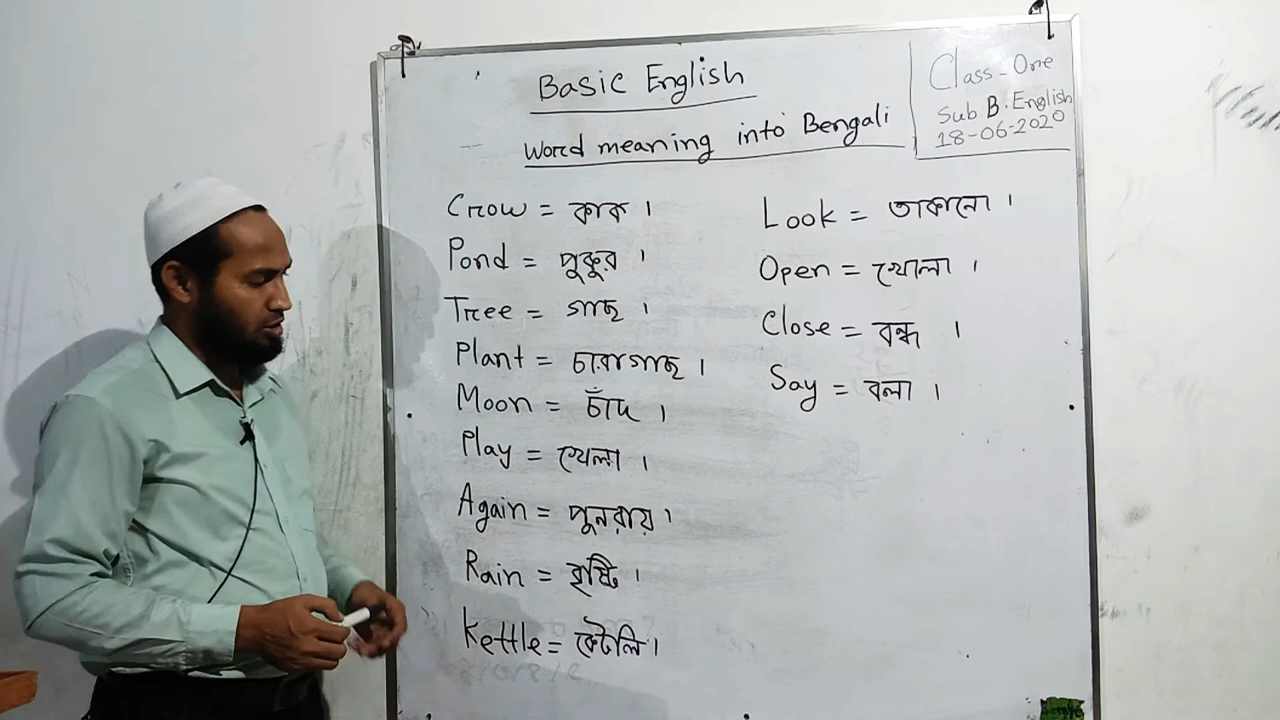 Basic English
Word meaning into Bengali
Class-One
Sub B. English
18-06-2020
Crow = কাক ।
Pond = পুকুর ।
Tree = গাছ ।
Plant = চারাগাছ ।
Moon = চাঁদ ।
Play = খেলা ।
Again = পুনরায় ।
Rain = বৃষ্টি ।
Kettle = কেটলি ।
Look = তাকানো ।
Open = খোলা ।
Close = বন্ধ ।
Say = বলা ।